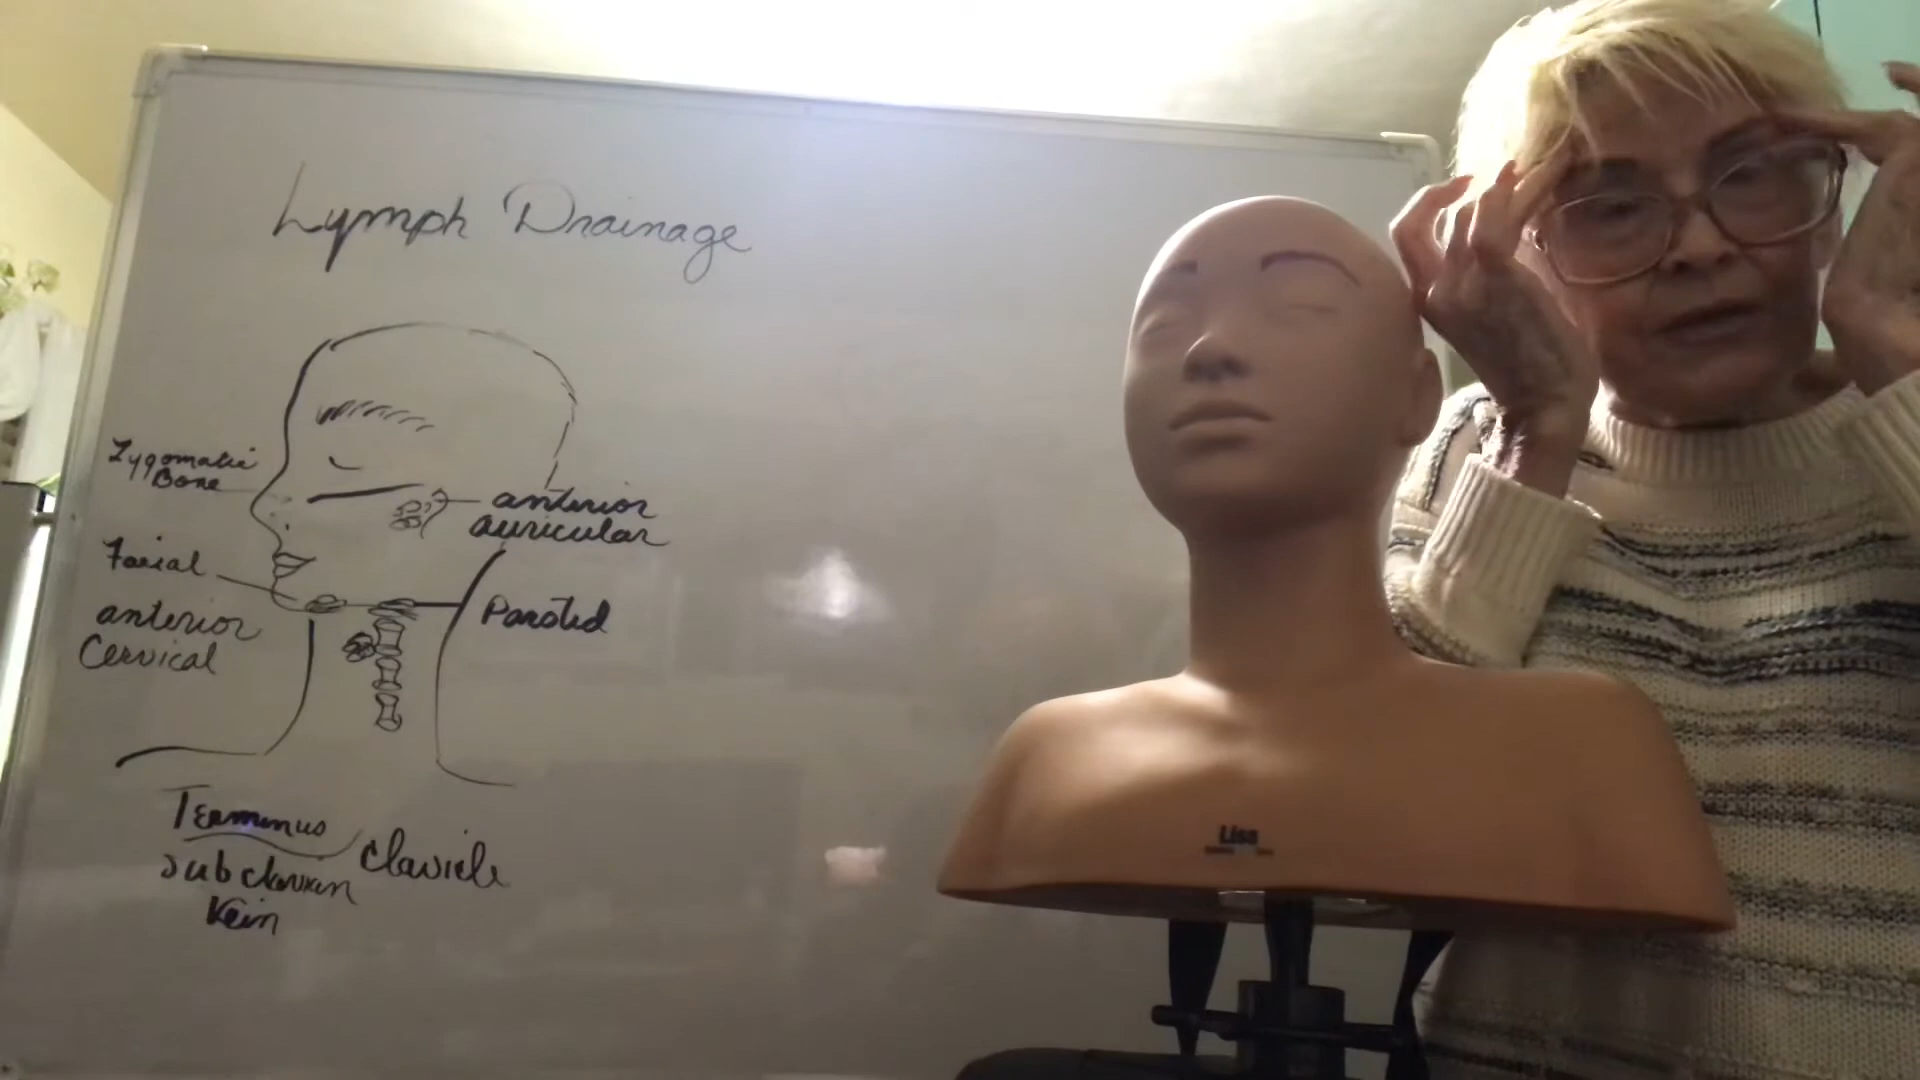 Lymph Drainage
Zygomatic
Bone
anterior
auricular
Facial
anterior
Cervical
Parotid
Terminus
Clavicle
subclavian
Vein
Lisa